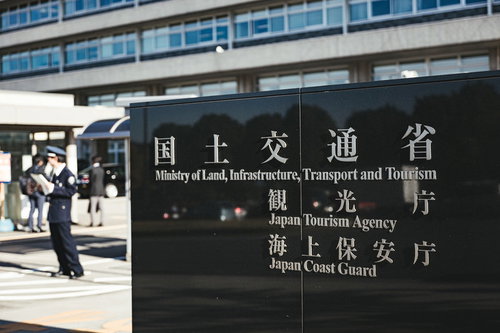 国土交通省
Ministry of Land, Infrastructure, Transport and Tourism
観光庁
Japan Tourism Agency
海上保安庁
Japan Coast Guard